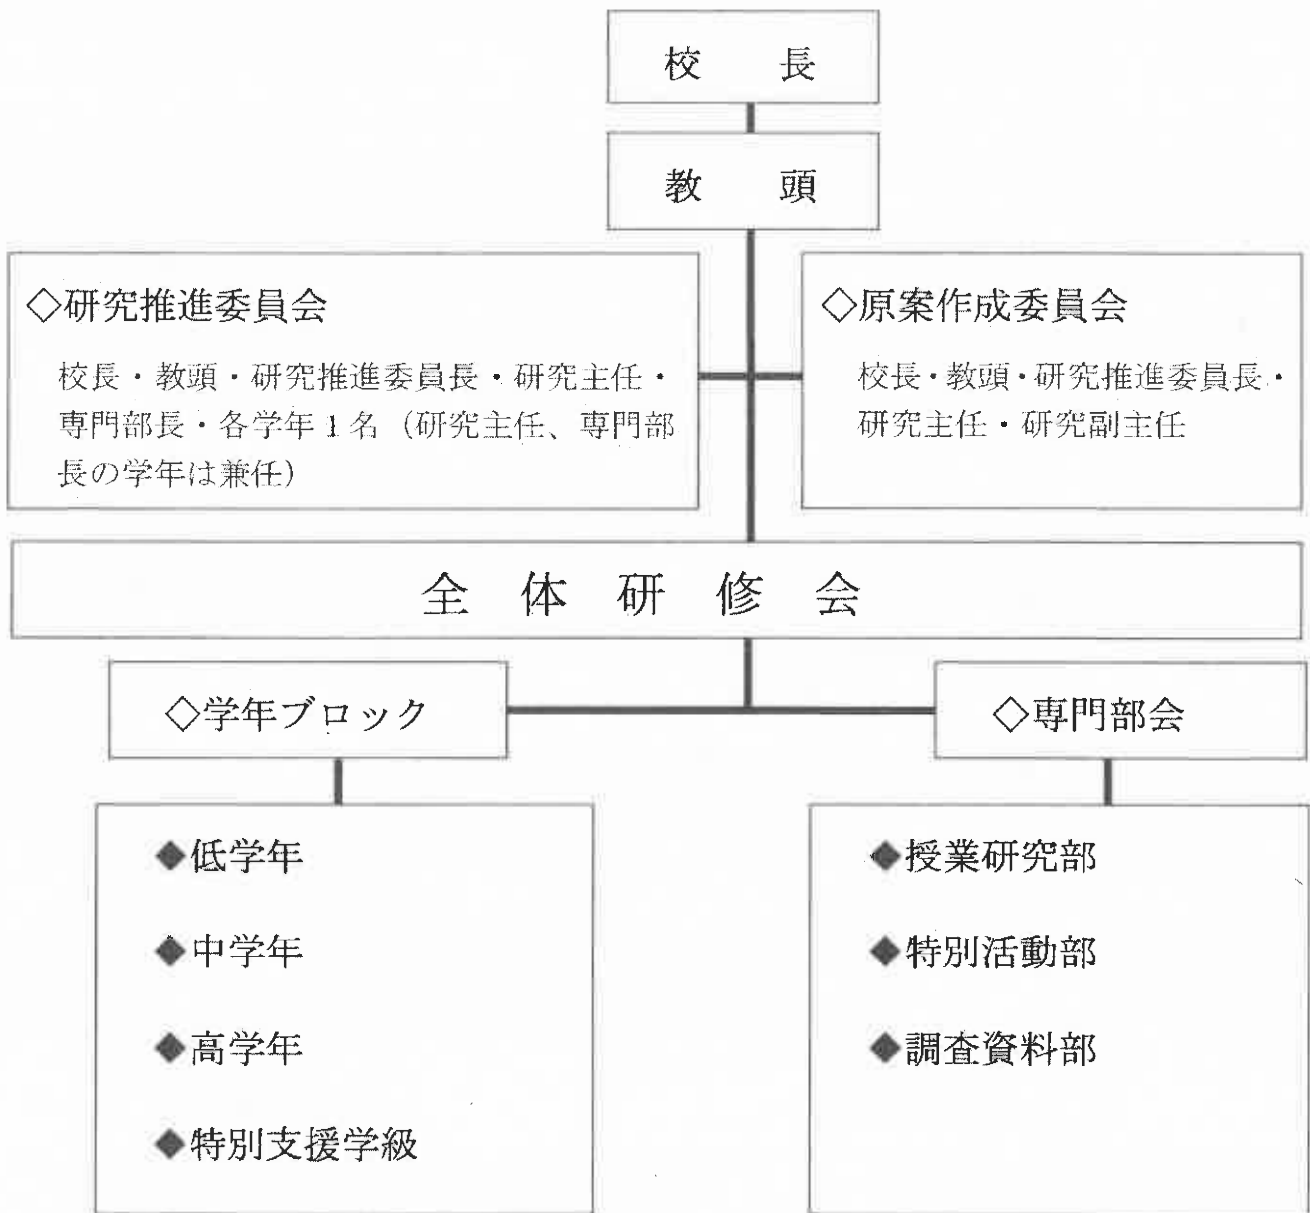 校　長
教　頭
◇研究推進委員会
校長・教頭・研究推進委員長・研究主任・
専門部長・各学年1名（研究主任、専門部
長の学年は兼任）
◇原案作成委員会
校長・教頭・研究推進委員長・
研究主任・研究副主任
全　体　研　修　会
◇学年ブロック
◆低学年
◆中学年
◆高学年
◆特別支援学級
◇専門部会
◆授業研究部
◆特別活動部
◆調査資料部